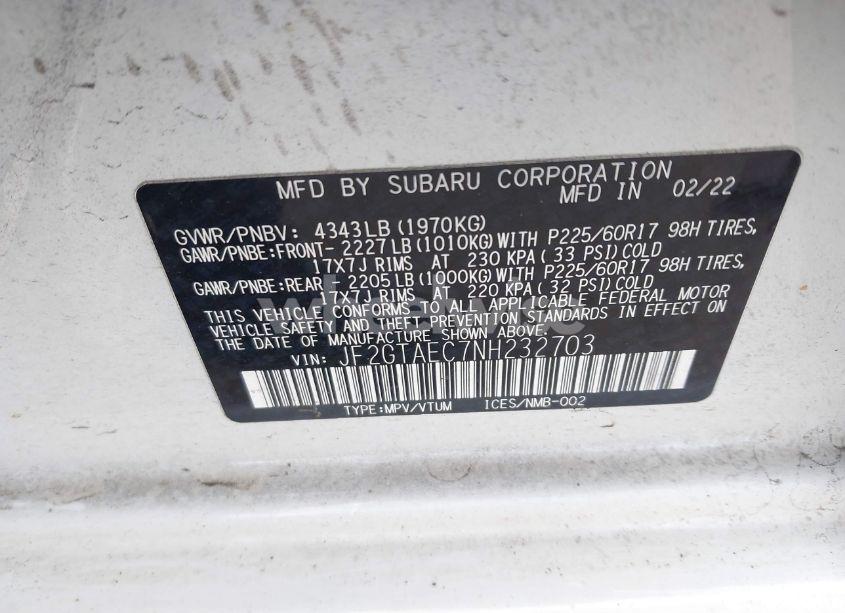 MFD BY SUBARU CORPORATION
MFD IN 02/22
GVWR/PNBV: 4343LB (1970KG)
GAWR/PNBE:FRONT- 2227LB (1010KG) WITH P225/60R17 98H TIRES,
17X7J RIMS AT 230 KPA ( 33 PSI) COLD
GAWR/PNBE:REAR- 2205LB (1000KG) WITH P225/60R17 98H TIRES,
17X7J RIMS AT 220 KPA ( 32 PSI) COLD
THIS VEHICLE CONFORMS TO ALL APPLICABLE FEDERAL MOTOR
VEHICLE SAFETY AND THEFT PREVENTION STANDARDS IN EFFECT ON
THE DATE OF MANUFACTURE SHOWN ABOVE.
VIN: JF2GTAEC7NH232703
TYPE:MPV/VTUM ICES/NMB-002